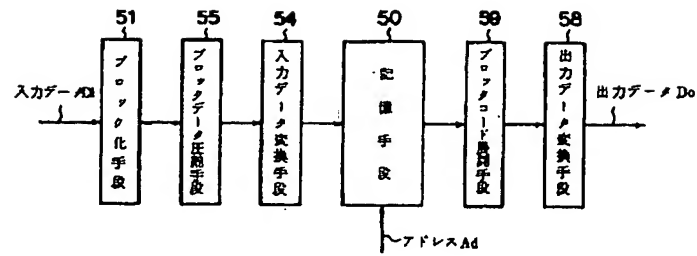 51 55 54 50 59 58
入力データDi
ブロック化手段
ブロックデータ圧縮手段
入力データ変換手段
記憶手段
ブロックコード
手段
出力データ変換手段
出力データDo
アドレスAd